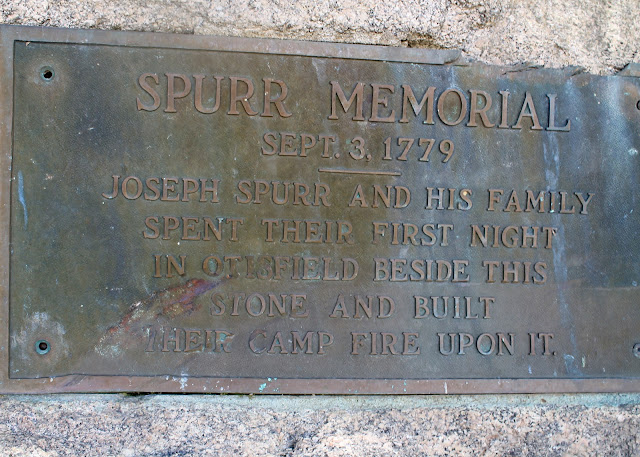 SPURR MEMORIAL
SEPT. 3, 1779
JOSEPH SPURR AND HIS FAMILY
SPENT THEIR FIRST NIGHT
IN OTISFIELD BESIDE THIS
STONE AND BUILT
THEIR CAMP FIRE UPON IT.